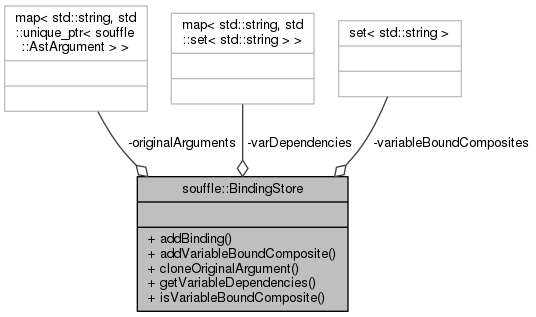 map< std::string, std
::unique_ptr< souffle
::AstArgument > >
map< std::string, std
::set< std::string > >
set< std::string >
-originalArguments
-varDependencies
-variableBoundComposites
souffle::BindingStore
+ addBinding()
+ addVariableBoundComposite()
+ cloneOriginalArgument()
+ getVariableDependencies()
+ isVariableBoundComposite()